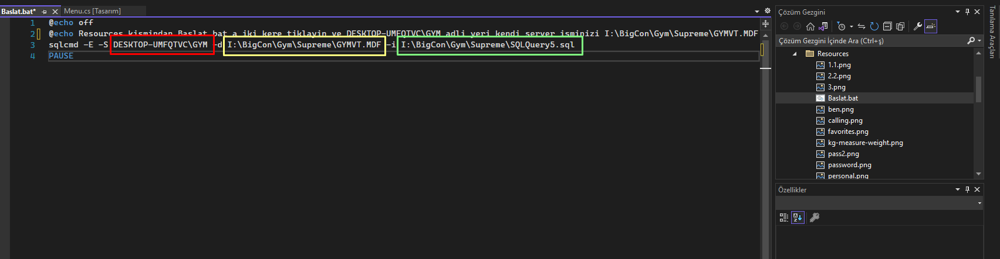 Baslat.bat*
Menu.cs [Tasarım]
1 @echo off
2 @echo Resources kismindan Baslat.bat a iki kere tiklayin ve DESKTOP-UMFQTVC\GYM adli yeri kendi server isminizi I:\BigCon\Gym\Supreme\GYMVT.MDF
3 sqlcmd -E -S DESKTOP-UMFQTVC\GYM -d I:\BigCon\Gym\Supreme\GYMVT.MDF -i I:\BigCon\Gym\Supreme\SQLQuery5.sql
4 PAUSE
Çözüm Gezgini
Çözüm Gezgini İçinde Ara (Ctrl+ş)
Resources
1.1.png
2.2.png
3.png
Baslat.bat
ben.png
calling.png
favorites.png
kg-measure-weight.png
pass2.png
password.png
personal.png
Özellikler
Tanılama Araçları